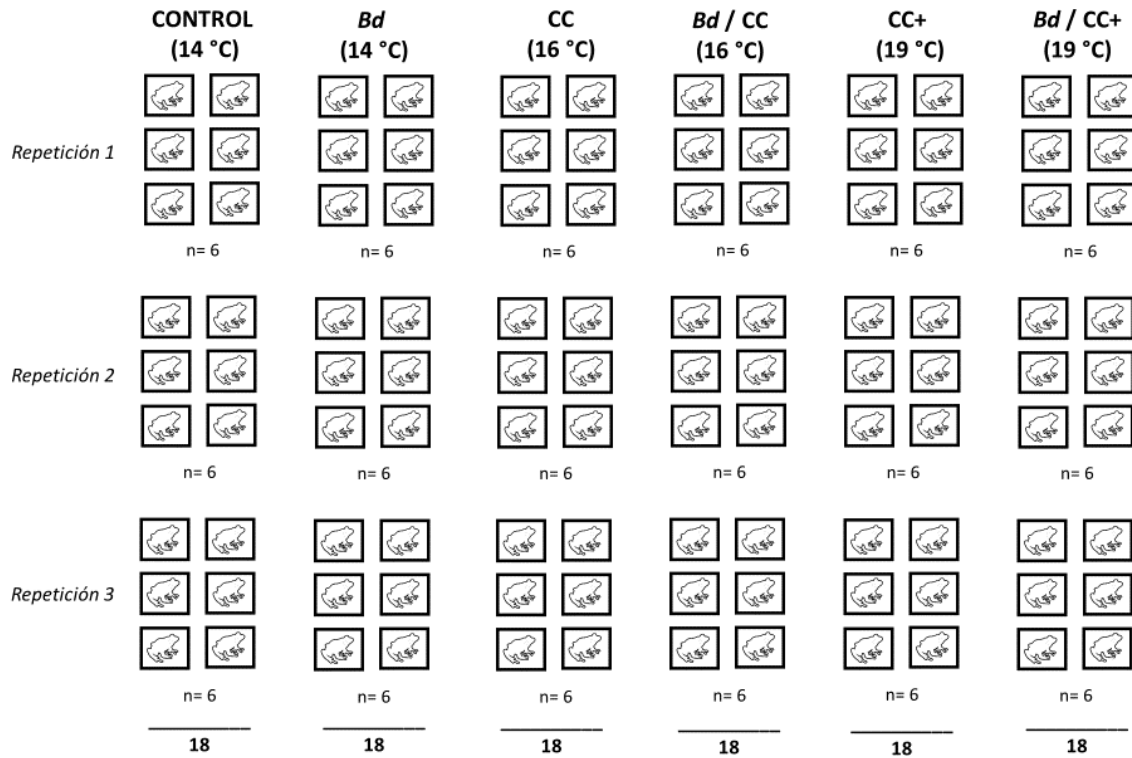 CONTROL Bd CC Bd / CC CC+ Bd / CC+
(14 °C) (14 °C) (16 °C) (16 °C) (19 °C) (19 °C)
Repetición 1
n= 6 n= 6 n= 6 n= 6 n= 6 n= 6
Repetición 2
n= 6 n= 6 n= 6 n= 6 n= 6 n= 6
Repetición 3
n= 6 n= 6 n= 6 n= 6 n= 6 n= 6
18 18 18 18 18 18